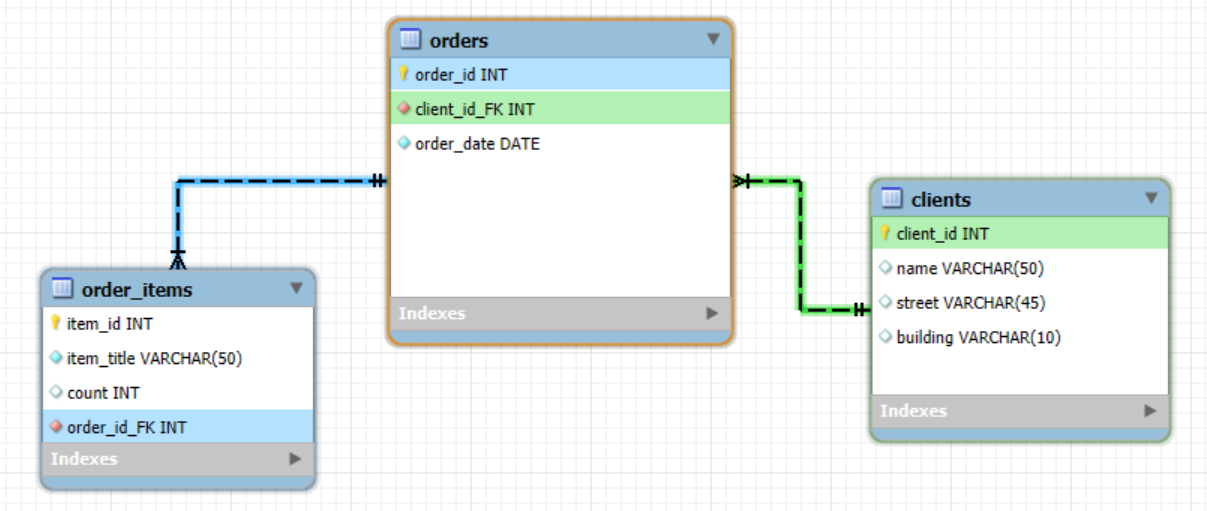 orders
order_id INT
client_id_FK INT
order_date DATE
Indexes
clients
client_id INT
name VARCHAR(50)
street VARCHAR(45)
building VARCHAR(10)
Indexes
order_items
item_id INT
item_title VARCHAR(50)
count INT
order_id_FK INT
Indexes